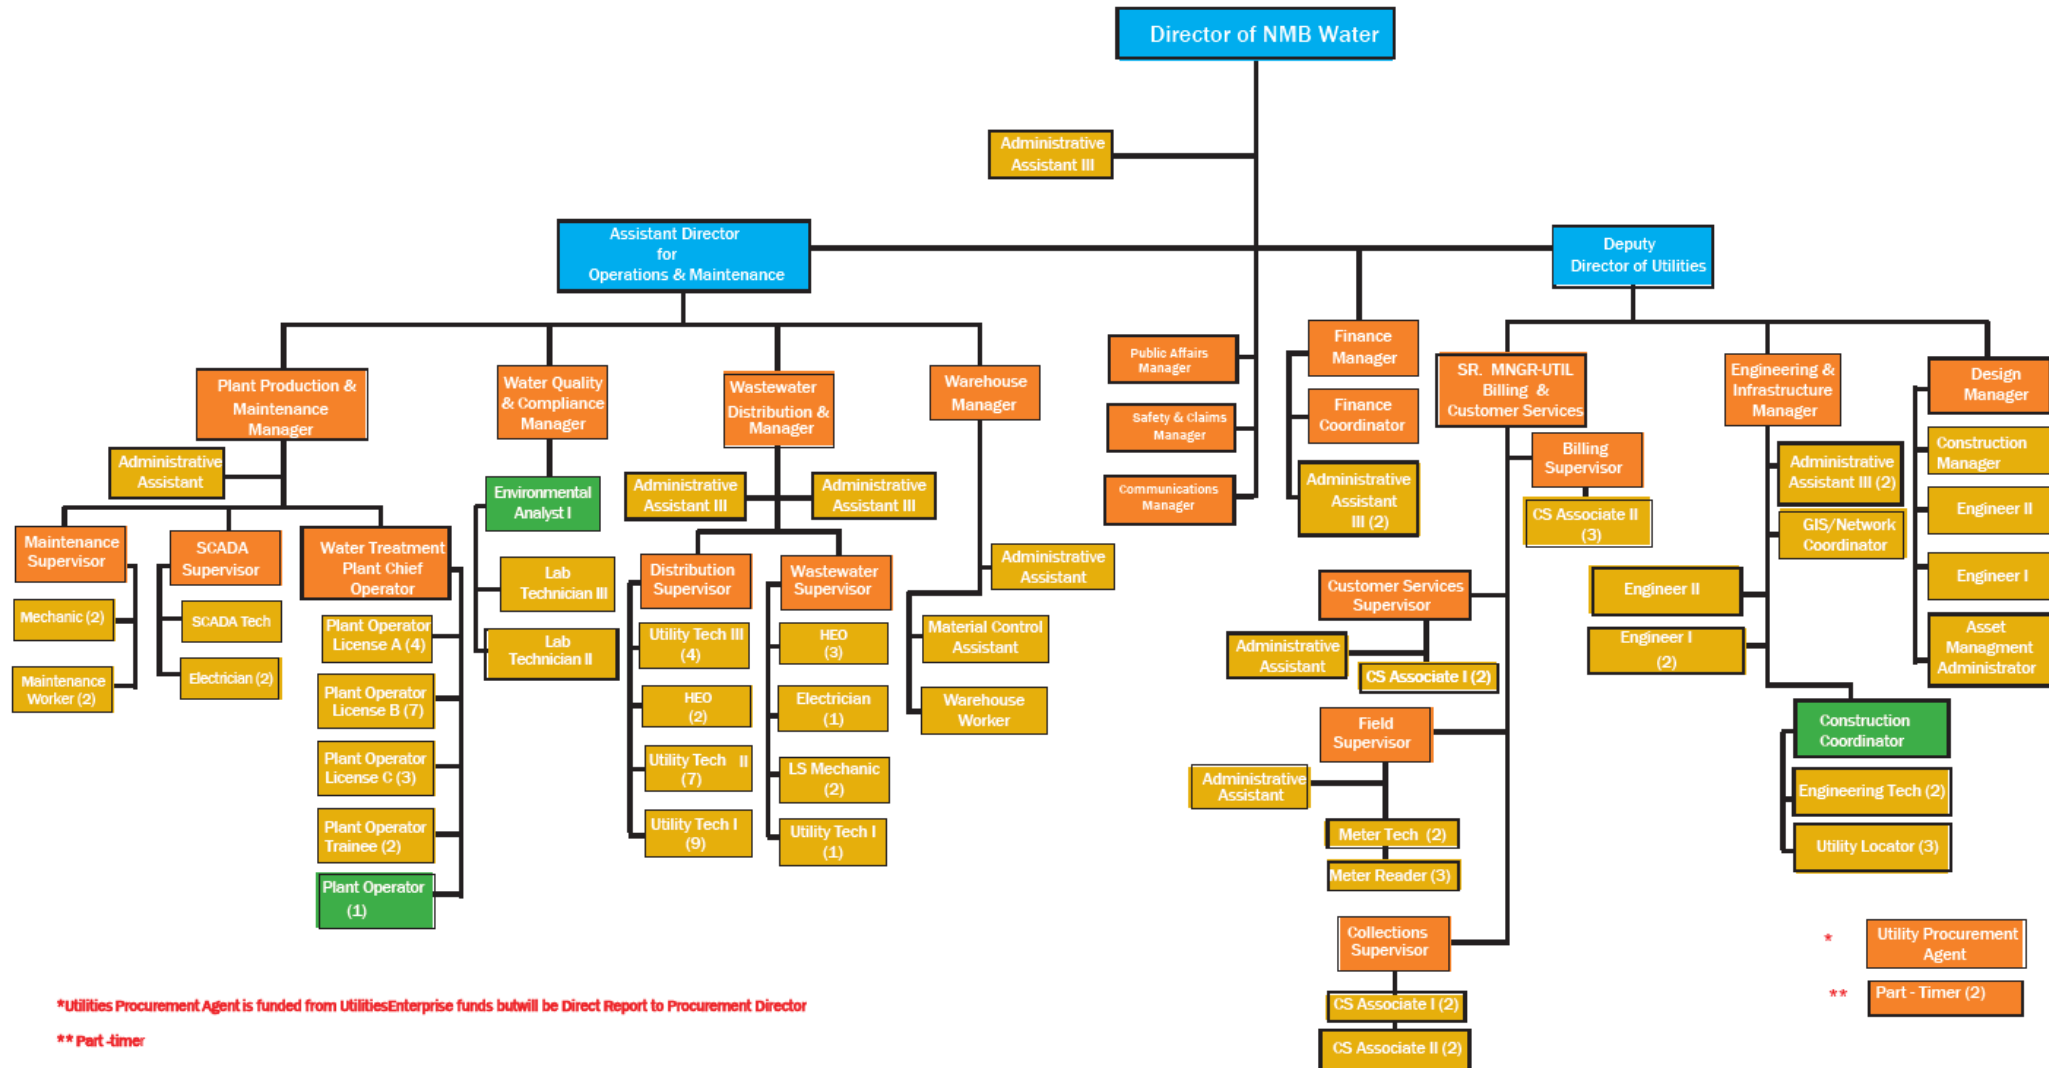 Director of NMB Water
Administrative
Assistant III
Assistant Director
for
Operations & Maintenance
Deputy
Director of Utilities
Plant Production &
Maintenance
Manager
Administrative
Assistant
Maintenance
Supervisor
Mechanic (2)
Maintenance
Worker (2)
SCADA
Supervisor
SCADA Tech
Electrician (2)
Water Treatment
Plant Chief
Operator
Plant Operator
License A (4)
Plant Operator
License B (7)
Plant Operator
License C (3)
Plant Operator
Trainee (2)
Plant Operator
(1)
Water Quality
& Compliance
Manager
Environmental
Analyst I
Lab
Technician III
Lab
Technician II
Wastewater
Distribution &
Manager
Administrative
Assistant III
Administrative
Assistant III
Distribution
Supervisor
Utility Tech III
(4)
HEO
(2)
Utility Tech II
(7)
Utility Tech I
(9)
Wastewater
Supervisor
HEO
(3)
Electrician
(1)
LS Mechanic
(2)
Utility Tech I
(1)
Warehouse
Manager
Administrative
Assistant
Material Control
Assistant
Warehouse
Worker
Public Affairs
Manager
Safety & Claims
Manager
Communications
Manager
Finance
Manager
Finance
Coordinator
Administrative
Assistant
III (2)
SR. MNGR-UTIL
Billing &
Customer Services
Billing
Supervisor
CS Associate II
(3)
Customer Services
Supervisor
Administrative
Assistant
CS Associate I (2)
Field
Supervisor
Administrative
Assistant
Meter Tech (2)
Meter Reader (3)
Collections
Supervisor
CS Associate I (2)
CS Associate II (2)
Engineering &
Infrastructure
Manager
Administrative
Assistant III (2)
GIS/Network
Coordinator
Engineer II
Engineer I
(2)
Construction
Coordinator
Engineering Tech (2)
Utility Locator (3)
Design
Manager
Construction
Manager
Engineer II
Engineer I
Asset
Managment
Administrator
* Utility Procurement
Agent
** Part - Timer (2)
*Utilities Procurement Agent is funded from UtilitiesEnterprise funds butwill be Direct Report to Procurement Director
** Part -timer